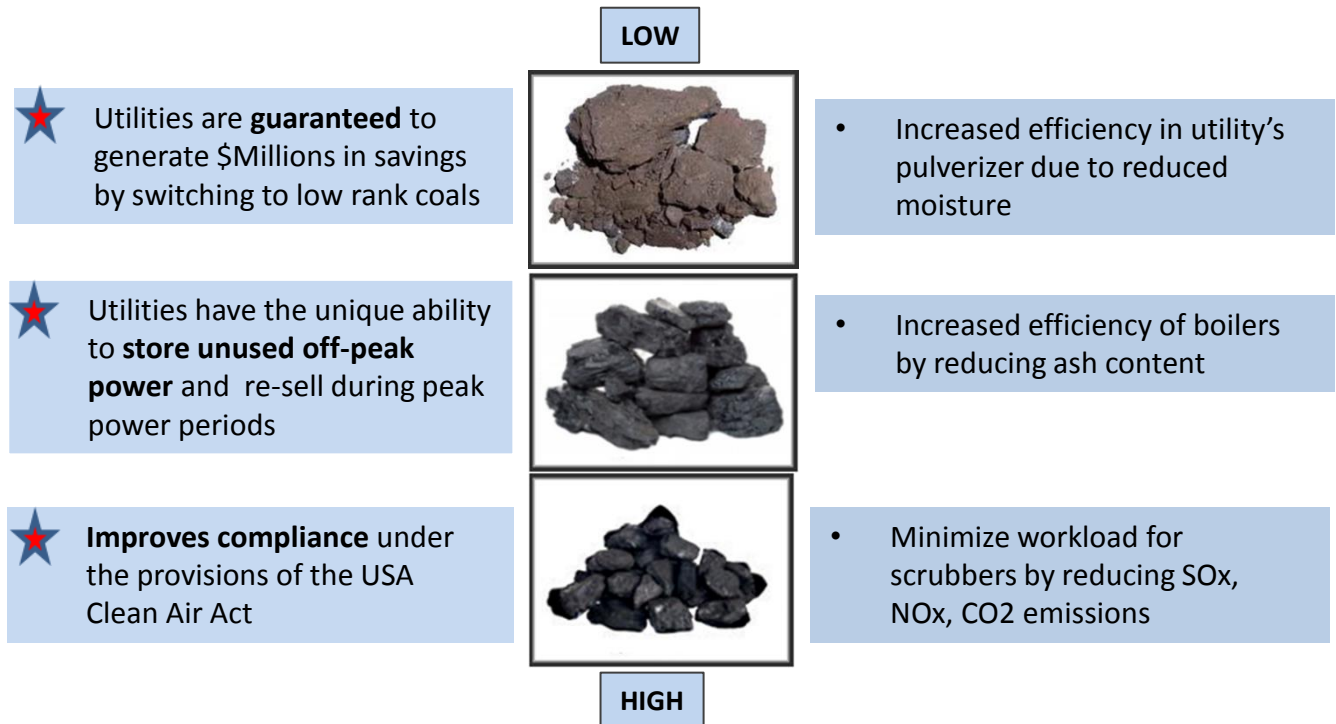 LOW
Utilities are guaranteed to
generate $Millions in savings
by switching to low rank coals
• Increased efficiency in utility’s
pulverizer due to reduced
moisture
Utilities have the unique ability
to store unused off-peak
power and re-sell during peak
power periods
• Increased efficiency of boilers
by reducing ash content
Improves compliance under
the provisions of the USA
Clean Air Act
• Minimize workload for
scrubbers by reducing SOx,
NOx, CO2 emissions
HIGH